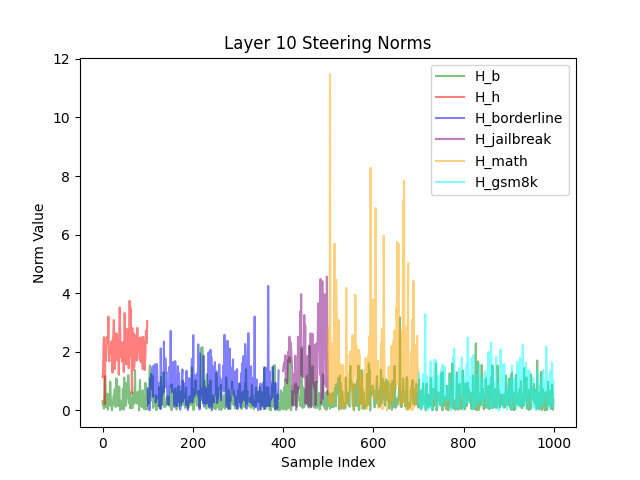 Layer 10 Steering Norms
12
10
8
6
4
2
0
Norm Value
0
200
400
600
800
1000
Sample Index
H_b
H_h
H_borderline
H_jailbreak
H_math
H_gsm8k